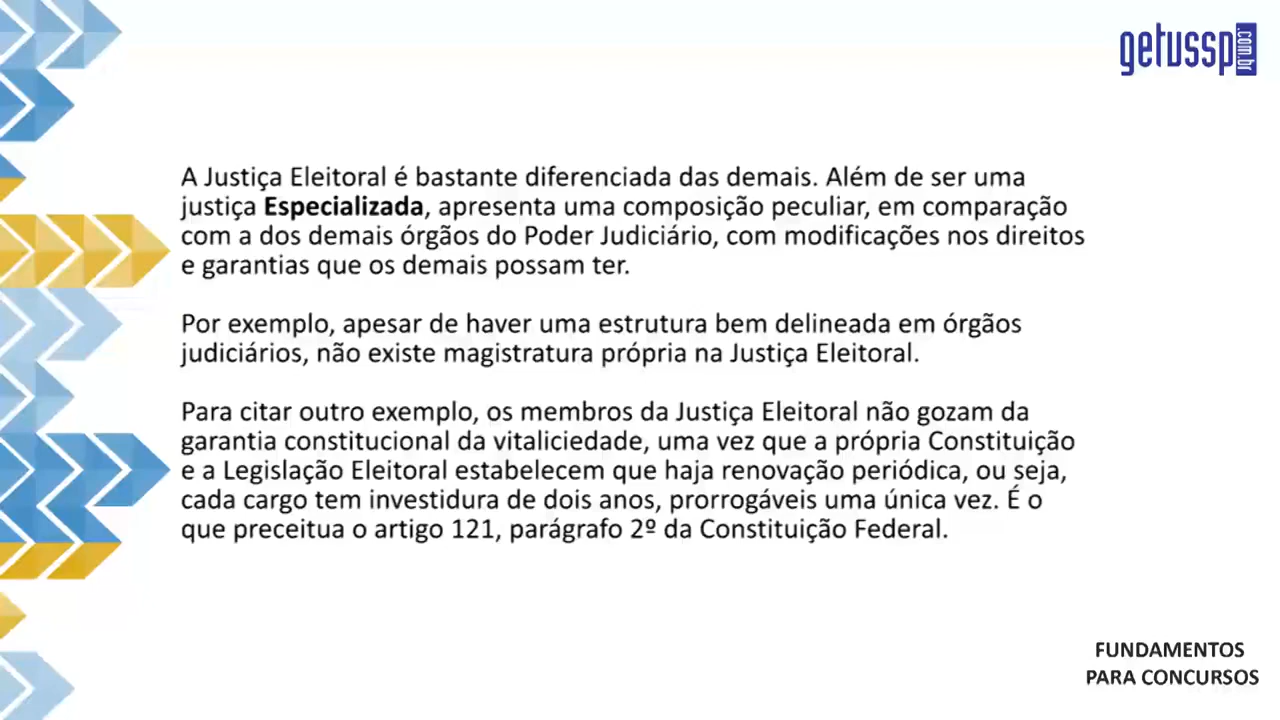 getussp.com.br
A Justiça Eleitoral é bastante diferenciada das demais. Além de ser uma
justiça Especializada, apresenta uma composição peculiar, em comparação
com a dos demais órgãos do Poder Judiciário, com modificações nos direitos
e garantias que os demais possam ter.
Por exemplo, apesar de haver uma estrutura bem delineada em órgãos
judiciários, não existe magistratura própria na Justiça Eleitoral.
Para citar outro exemplo, os membros da Justiça Eleitoral não gozam da
garantia constitucional da vitaliciedade, uma vez que a própria Constituição
e a Legislação Eleitoral estabelecem que haja renovação periódica, ou seja,
cada cargo tem investidura de dois anos, prorrogáveis uma única vez. É o
que preceitua o artigo 121, parágrafo 2º da Constituição Federal.
FUNDAMENTOS
PARA CONCURSOS